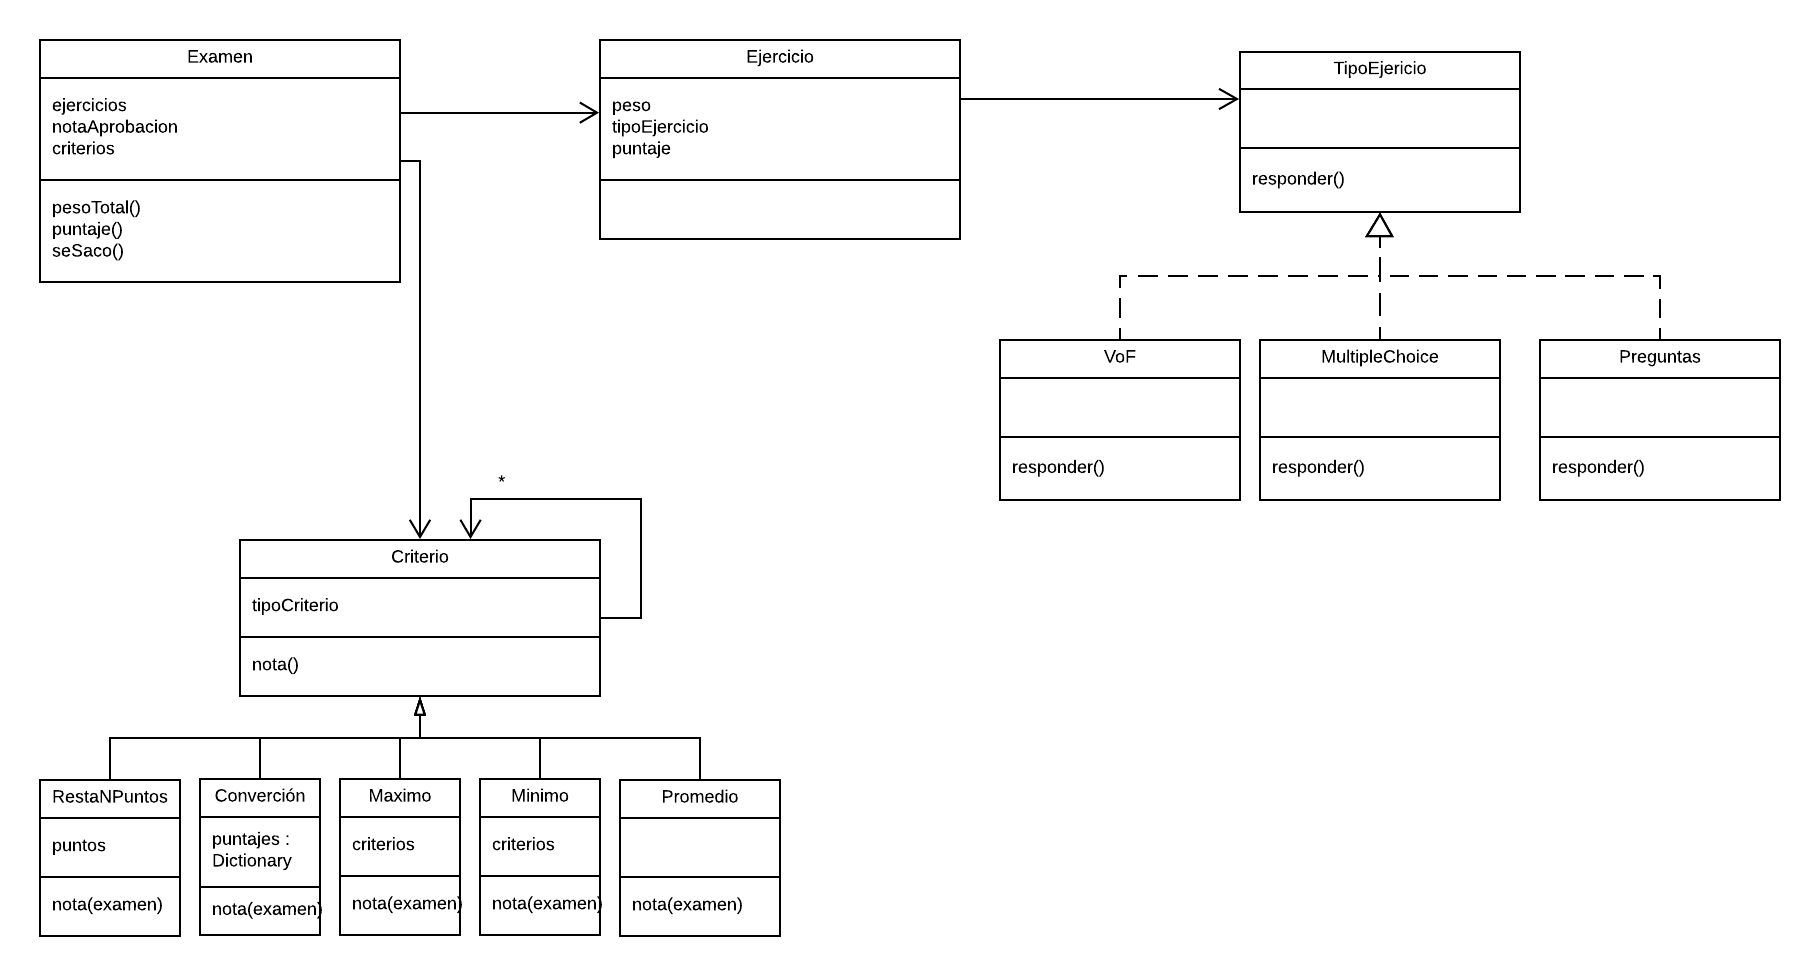 Examen
ejercicios
notaAprobacion
criterios
pesoTotal()
puntaje()
seSaco()
Ejercicio
peso
tipoEjercicio
puntaje
TipoEjericio
responder()
VoF
responder()
MultipleChoice
responder()
Preguntas
responder()
*
Criterio
tipoCriterio
nota()
RestaNPuntos
puntos
nota(examen)
Converción
puntajes :
Dictionary
nota(examen)
Maximo
criterios
nota(examen)
Minimo
criterios
nota(examen)
Promedio
nota(examen)